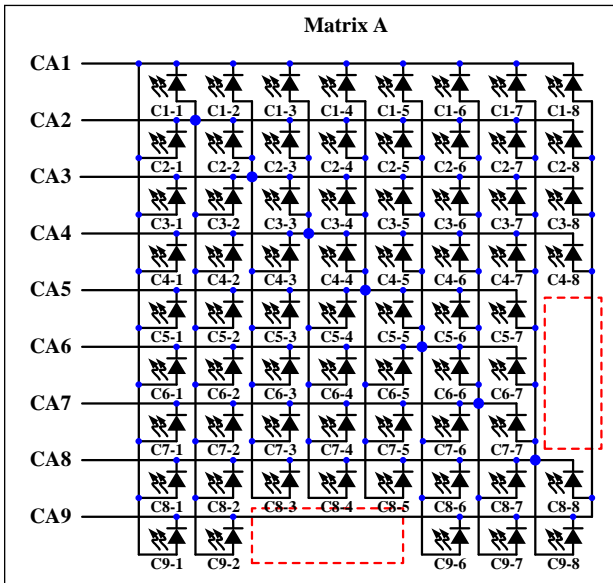 Matrix A
CA1
C1-1 C1-2 C1-3 C1-4 C1-5 C1-6 C1-7 C1-8
CA2
C2-1 C2-2 C2-3 C2-4 C2-5 C2-6 C2-7 C2-8
CA3
C3-1 C3-2 C3-3 C3-4 C3-5 C3-6 C3-7 C3-8
CA4
C4-1 C4-2 C4-3 C4-4 C4-5 C4-6 C4-7 C4-8
CA5
C5-1 C5-2 C5-3 C5-4 C5-5 C5-6 C5-7
CA6
C6-1 C6-2 C6-3 C6-4 C6-5 C6-6 C6-7
CA7
C7-1 C7-2 C7-3 C7-4 C7-5 C7-6 C7-7
CA8
C8-1 C8-2 C8-3 C8-4 C8-5 C8-6 C8-7 C8-8
CA9
C9-1 C9-2 C9-6 C9-7 C9-8